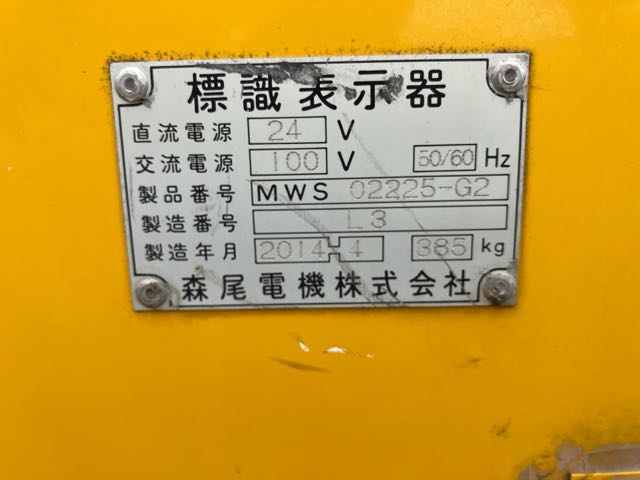 標識表示器
直流電源 24 V
交流電源 100 V 50/60 Hz
製品番号 MWS 02225-G2
製造番号 L3
製造年月 2014-4 385 kg
森尾電機株式会社